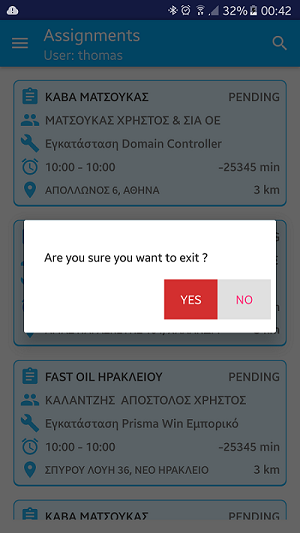 32% 00:42
Assignments
User: thomas
ΚΑΒΑ ΜΑΤΣΟΥΚΑΣ PENDING
ΜΑΤΣΟΥΚΑΣ ΧΡΗΣΤΟΣ & ΣΙΑ ΟΕ
Εγκατάσταση Domain Controller
10:00 - 10:00 -25345 min
ΑΠΟΛΛΩΝΟΣ 6, ΑΘΗΝΑ 3 km
Are you sure you want to exit ?
YES NO
FAST OIL ΗΡΑΚΛΕΙΟΥ PENDING
ΚΑΛΑΝΤΖΗΣ ΑΠΟΣΤΟΛΟΣ ΧΡΗΣΤΟΣ
Εγκατάσταση Prisma Win Εμπορικό
10:00 - 10:00 -25345 min
ΣΠΥΡΟΥ ΛΟΥΗ 36, ΝΕΟ ΗΡΑΚΛΕΙΟ 3 km
ΚΑΒΑ ΜΑΤΣΟΥΚΑΣ PENDING